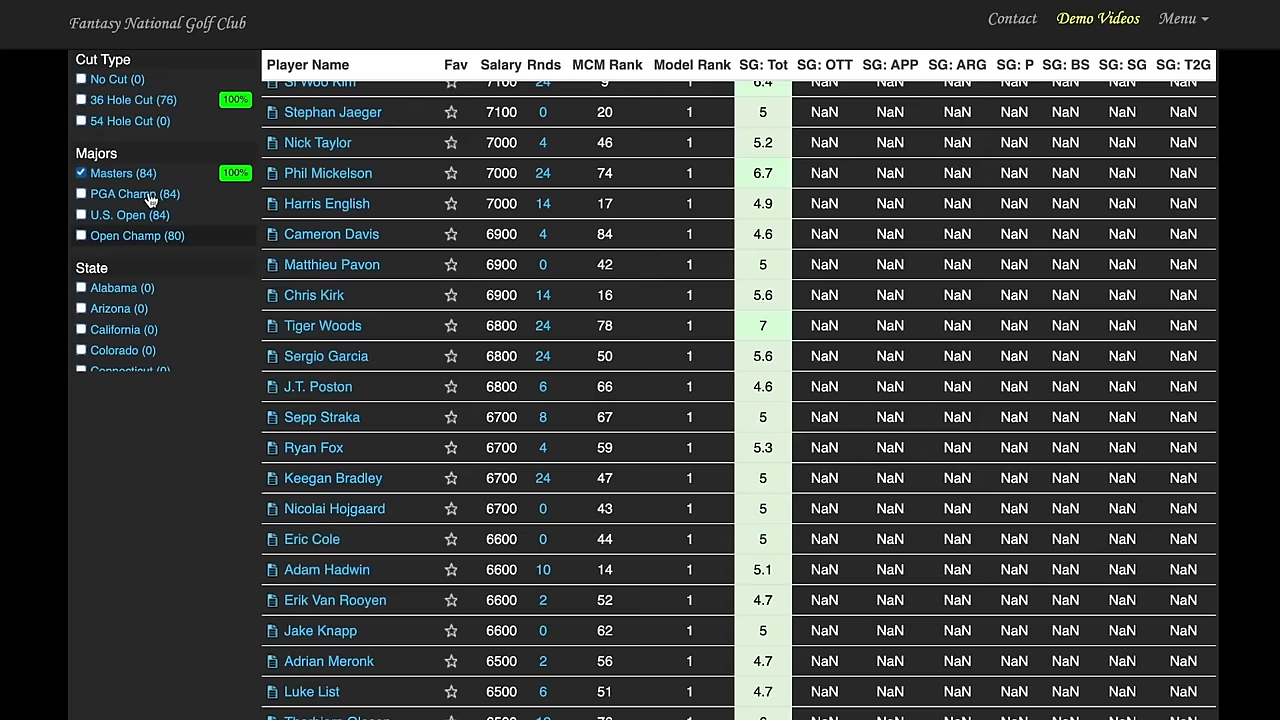 Fantasy National Golf Club
Contact Demo Videos Menu
Cut Type
No Cut (0)
36 Hole Cut (76) 100%
54 Hole Cut (0)
Majors
Masters (84) 100%
PGA Champ (84)
U.S. Open (84)
Open Champ (80)
State
Alabama (0)
Arizona (0)
California (0)
Colorado (0)
Connecticut (0)
Player Name Fav Salary Rnds MCM Rank Model Rank SG: Tot SG: OTT SG: APP SG: ARG SG: P SG: BS SG: SG SG: T2G
Si Woo Kim 7100 24 9 1 6.4 NaN NaN NaN NaN NaN NaN NaN
Stephan Jaeger 7100 0 20 1 5 NaN NaN NaN NaN NaN NaN NaN
Nick Taylor 7000 4 46 1 5.2 NaN NaN NaN NaN NaN NaN NaN
Phil Mickelson 7000 24 74 1 6.7 NaN NaN NaN NaN NaN NaN NaN
Harris English 7000 14 17 1 4.9 NaN NaN NaN NaN NaN NaN NaN
Cameron Davis 6900 4 84 1 4.6 NaN NaN NaN NaN NaN NaN NaN
Matthieu Pavon 6900 0 42 1 5 NaN NaN NaN NaN NaN NaN NaN
Chris Kirk 6900 14 16 1 5.6 NaN NaN NaN NaN NaN NaN NaN
Tiger Woods 6800 24 78 1 7 NaN NaN NaN NaN NaN NaN NaN
Sergio Garcia 6800 24 50 1 5.6 NaN NaN NaN NaN NaN NaN NaN
J.T. Poston 6800 6 66 1 4.6 NaN NaN NaN NaN NaN NaN NaN
Sepp Straka 6700 8 67 1 5 NaN NaN NaN NaN NaN NaN NaN
Ryan Fox 6700 4 59 1 5.3 NaN NaN NaN NaN NaN NaN NaN
Keegan Bradley 6700 24 47 1 5 NaN NaN NaN NaN NaN NaN NaN
Nicolai Hojgaard 6700 0 43 1 5 NaN NaN NaN NaN NaN NaN NaN
Eric Cole 6600 0 44 1 5 NaN NaN NaN NaN NaN NaN NaN
Adam Hadwin 6600 10 14 1 5.1 NaN NaN NaN NaN NaN NaN NaN
Erik Van Rooyen 6600 2 52 1 4.7 NaN NaN NaN NaN NaN NaN NaN
Jake Knapp 6600 0 62 1 5 NaN NaN NaN NaN NaN NaN NaN
Adrian Meronk 6500 2 56 1 4.7 NaN NaN NaN NaN NaN NaN NaN
Luke List 6500 6 51 1 4.7 NaN NaN NaN NaN NaN NaN NaN